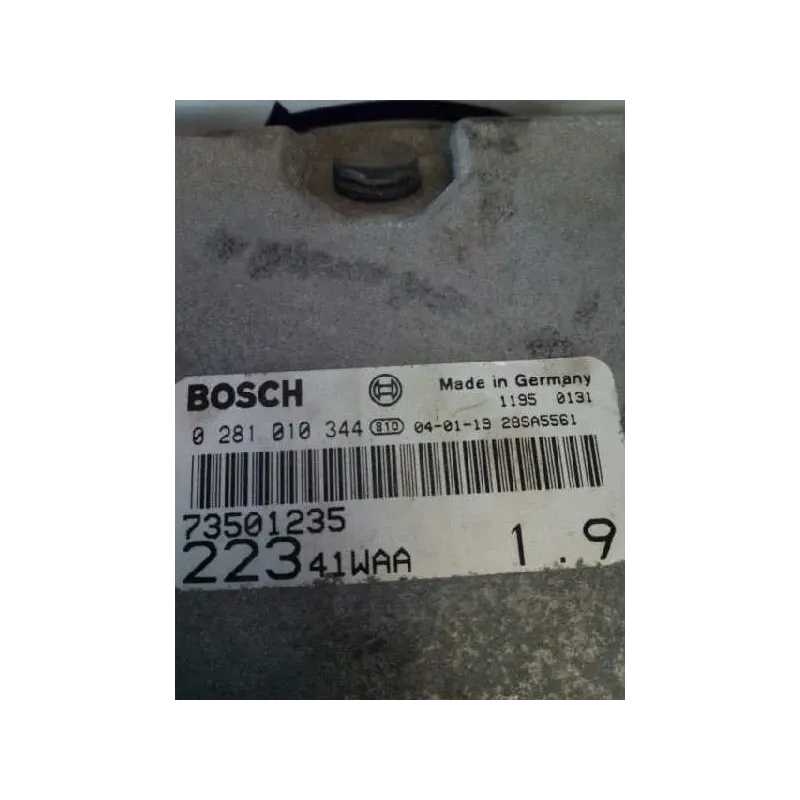 BOSCH
Made in Germany
1195 0131
0 281 010 344 810 04-01-19 28SA5561
73501235
223 41WAA 1.9